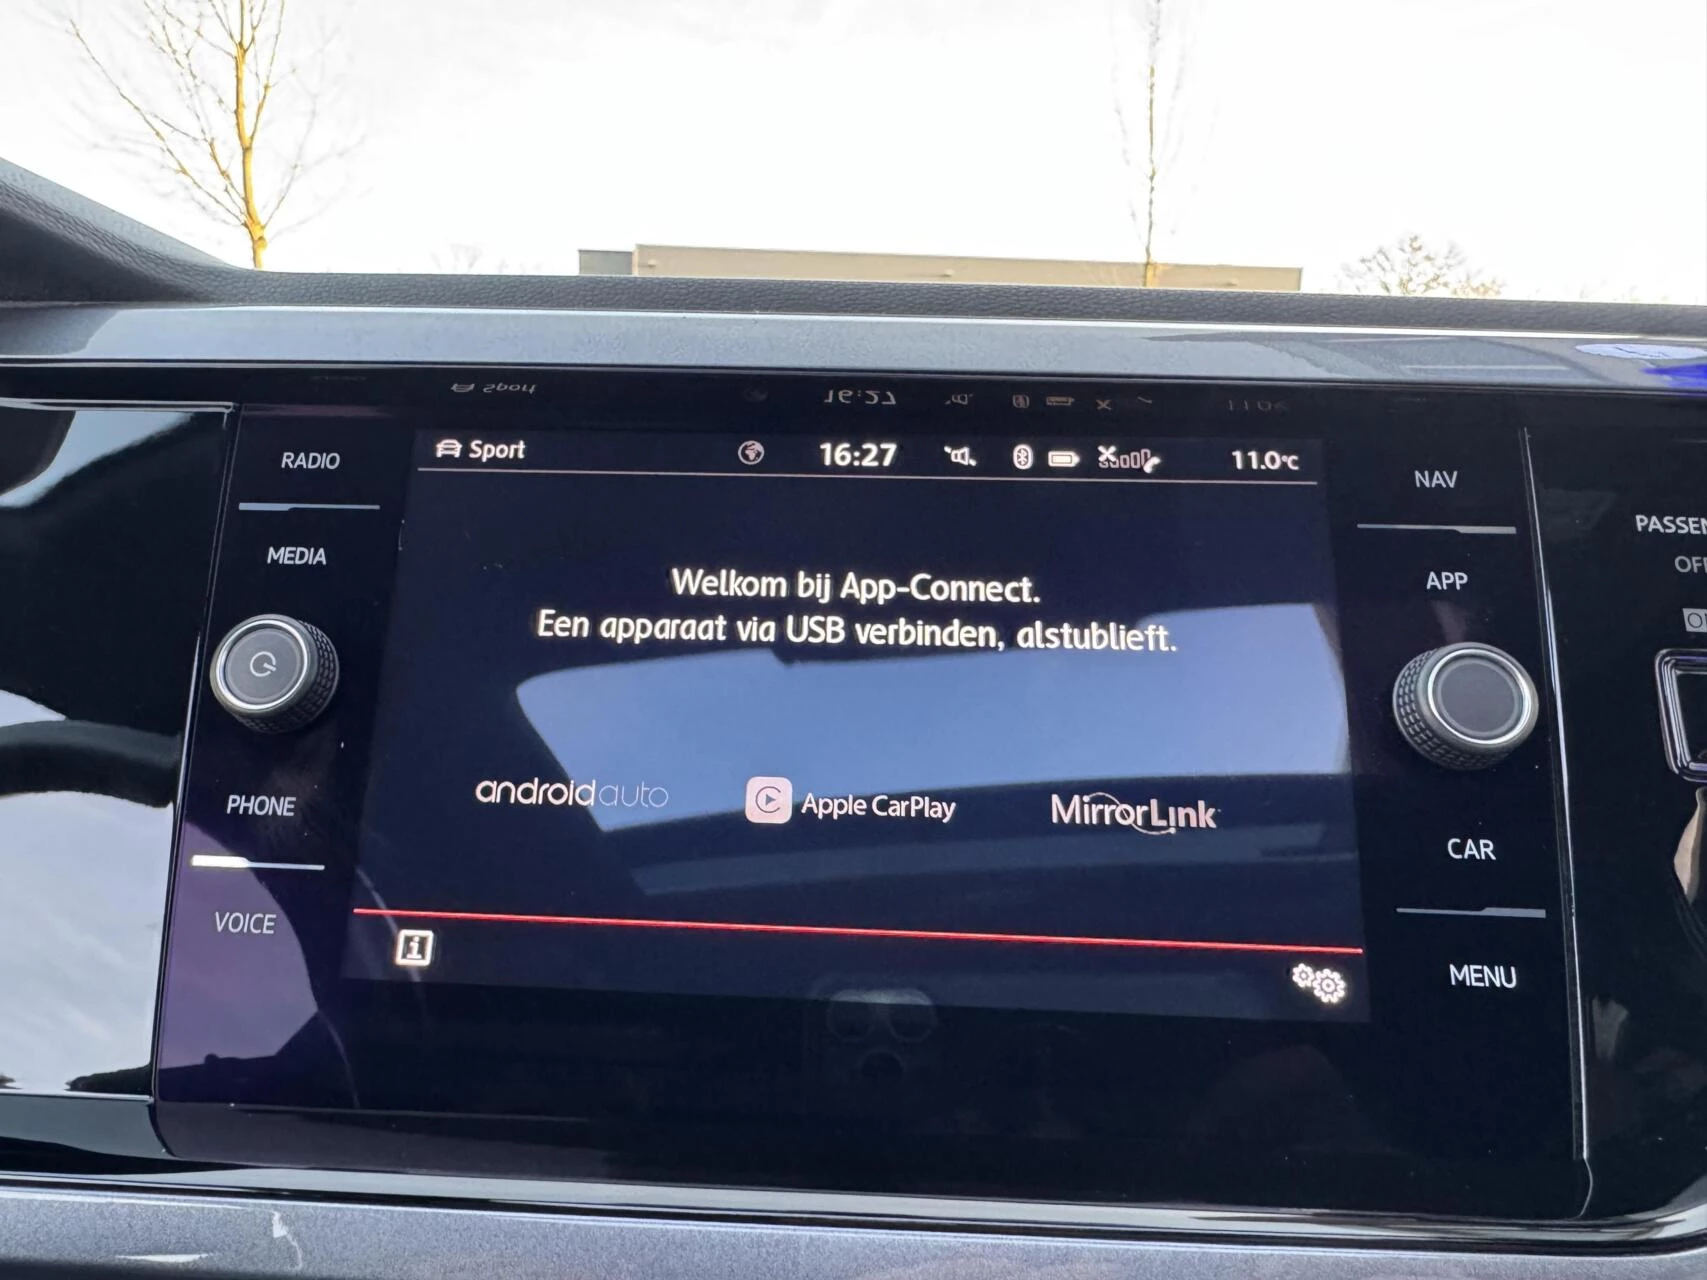 Sport 16:27 11.0°C
RADIO
MEDIA
PHONE
VOICE
Welkom bij App-Connect.
Een apparaat via USB verbinden, alstublieft.
androidauto Apple CarPlay MirrorLink
i
NAV
APP
CAR
MENU